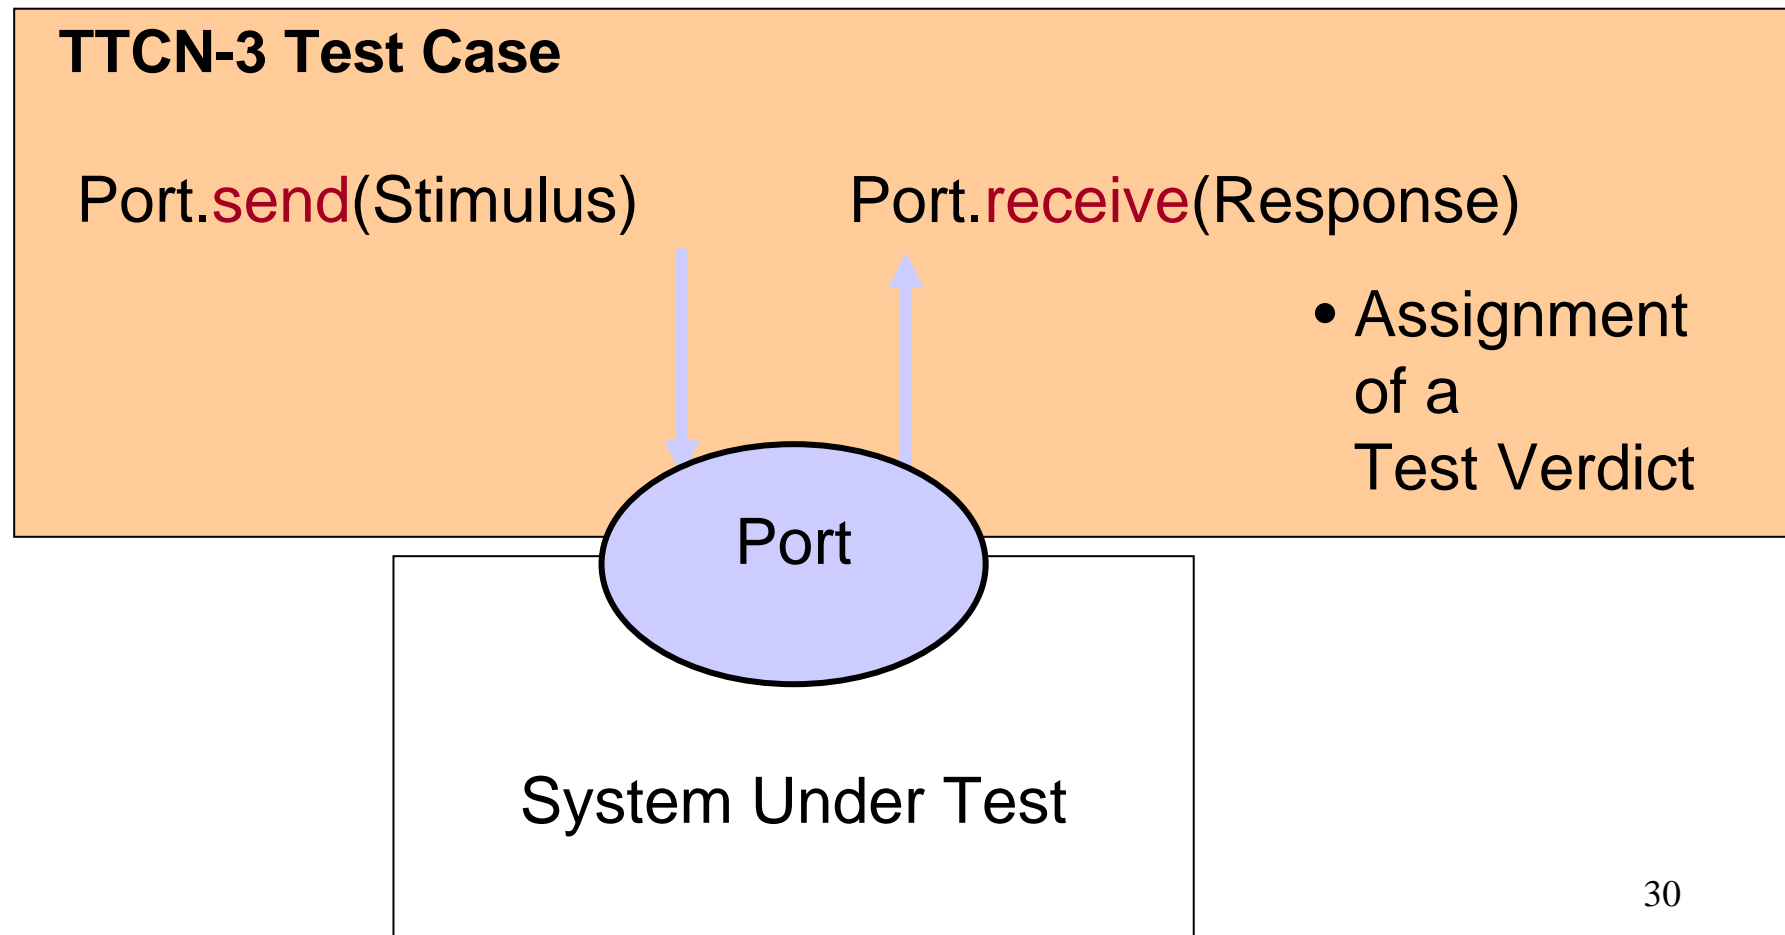 TTCN-3 Test Case
Port.send(Stimulus)
Port.receive(Response)
• Assignment
of a
Test Verdict
Port
System Under Test
30